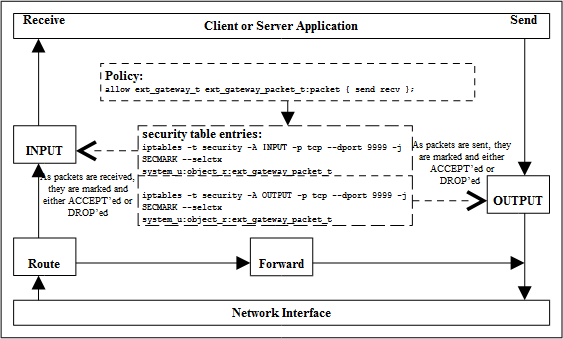 Receive
Send
Client or Server Application
Policy:
allow ext_gateway_t ext_gateway_packet_t:packet { send recv };
INPUT
security table entries:
iptables -t security -A INPUT -p tcp --dport 9999 -j
SECMARK --selctx
system_u:object_r:ext_gateway_packet_t
As packets are sent, they
are marked and either
ACCEPT'ed or DROP'ed
As packets are received,
they are marked and
either ACCEPT'ed or
DROP'ed
iptables -t security -A OUTPUT -p tcp --dport 9999 -j
SECMARK --selctx
system_u:object_r:ext_gateway_packet_t
OUTPUT
Route
Forward
Network Interface